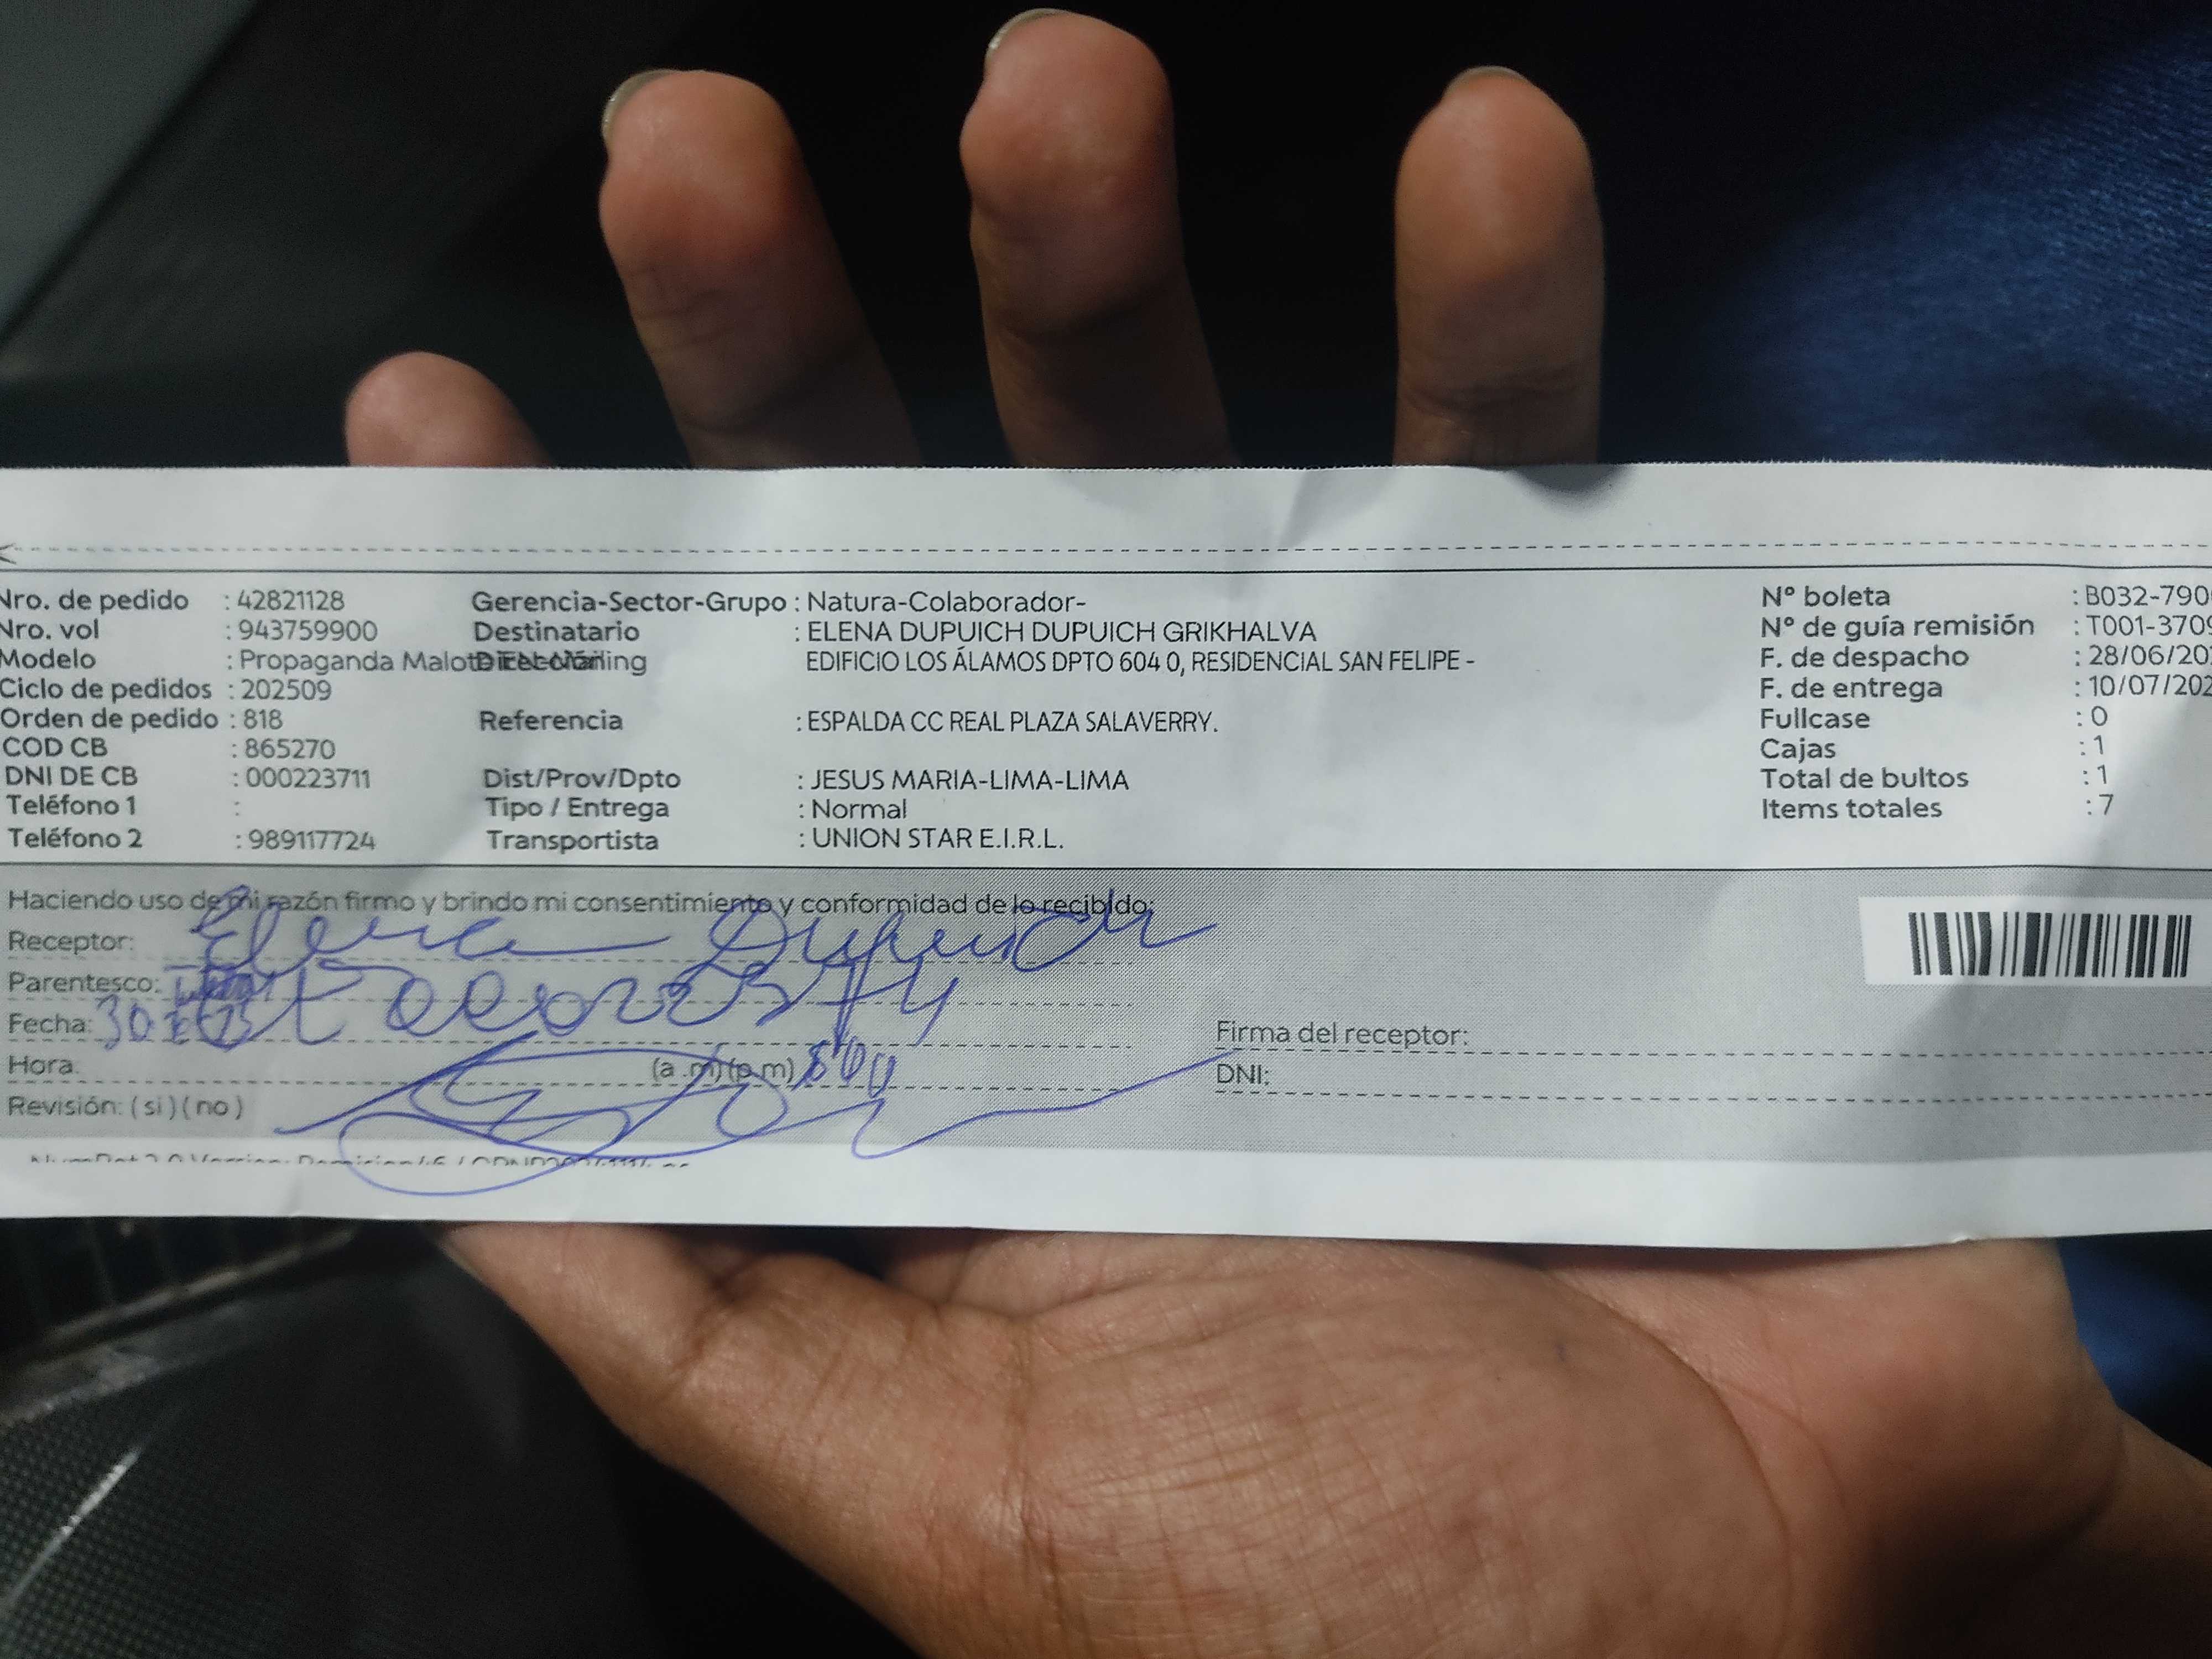 Nro. de pedido : 42821128 Gerencia-Sector-Grupo : Natura-Colaborador- Nº boleta : B032-790
Nro. vol : 943759900 Destinatario : ELENA DUPUICH DUPUICH GRIKHALVA Nº de guía remisión : T001-3709
Modelo : Propaganda EDIFICIO LOS ÁLAMOS DPTO 604 0, RESIDENCIAL SAN FELIPE - F. de despacho : 28/06/20
Ciclo de pedidos : 202509 F. de entrega : 10/07/202
Orden de pedido : 818 Referencia : ESPALDA CC REAL PLAZA SALAVERRY. Fullcase : 0
COD CB : 865270 Cajas : 1
DNI DE CB : 000223711 Dist/Prov/Dpto : JESUS MARIA-LIMA-LIMA Total de bultos : 1
Teléfono 1 : Tipo / Entrega : Normal Items totales : 7
Teléfono 2 : 989117724 Transportista : UNION STAR E.I.R.L.
Haciendo uso de mi razón firmo y brindo mi consentimiento y conformidad de lo recibido:
Receptor: Elena Dupuich
Parentesco:
Fecha: 30
Firma del receptor:
Hora: (a .m) (p.m) 
DNI:
Revisión: ( si ) ( no )